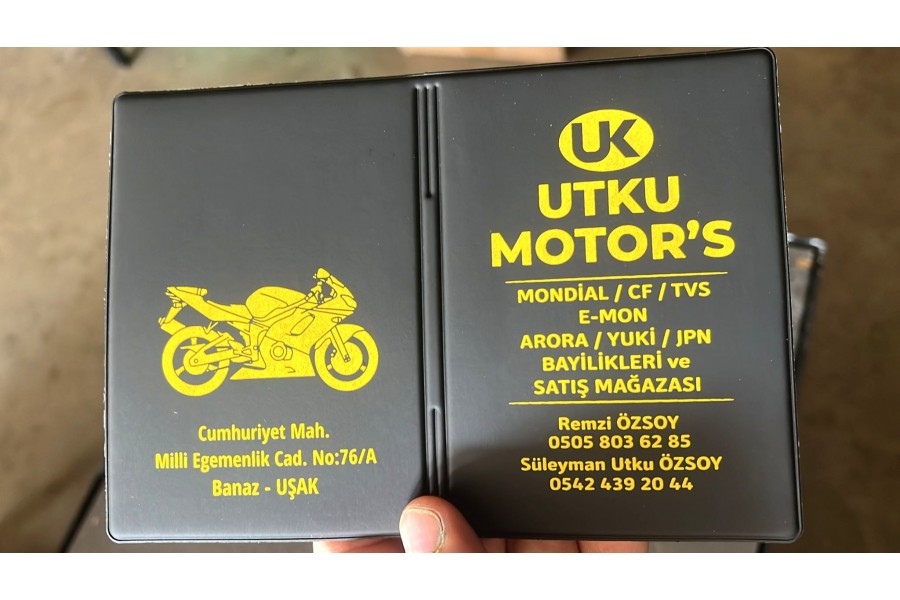 Cumhuriyet Mah.
Milli Egemenlik Cad. No:76/A
Banaz - UŞAK
UK
UTKU
MOTOR'S
MONDİAL / CF / TVS
E-MON
ARORA / YUKİ / JPN
BAYİLİKLERİ ve
SATIŞ MAĞAZASI
Remzi ÖZSOY
0505 803 62 85
Süleyman Utku ÖZSOY
0542 439 20 44